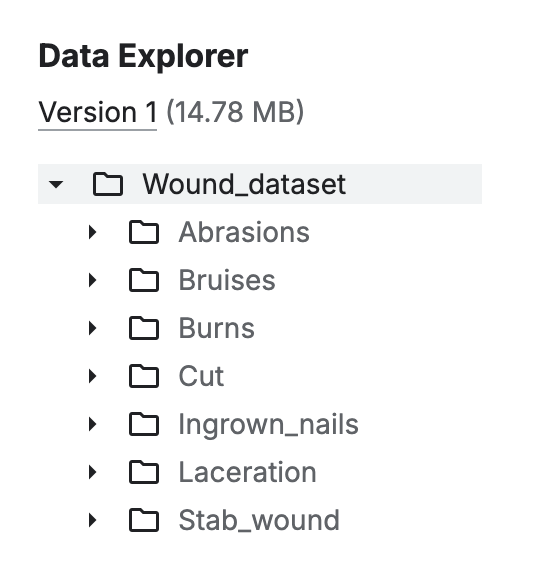 Data Explorer
Version 1 (14.78 MB)
Wound_dataset
Abrasions
Bruises
Burns
Cut
Ingrown_nails
Laceration
Stab_wound